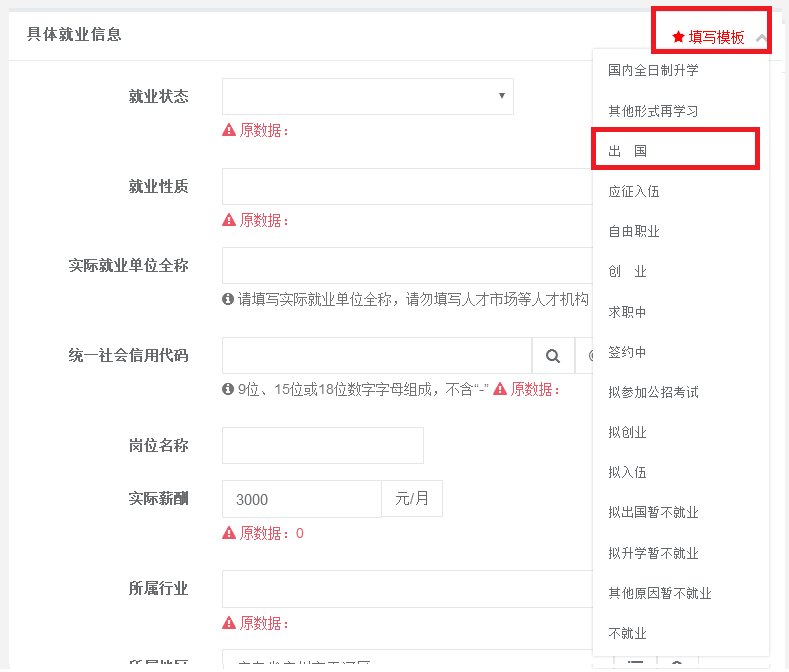 具体就业信息
填写模板
国内全日制升学
其他形式再学习
出 国
应征入伍
自由职业
创 业
求职中
签约中
拟参加公招考试
拟创业
拟入伍
拟出国暂不就业
拟升学暂不就业
其他原因暂不就业
不就业
就业状态
原数据：
就业性质
原数据：
实际就业单位全称
请填写实际就业单位全称，请勿填写人才市场等人才机构
统一社会信用代码
9位、15位或18位数字字母组成，不含“-” 原数据：
岗位名称
实际薪酬 3000 元/月
原数据：0
所属行业
原数据：